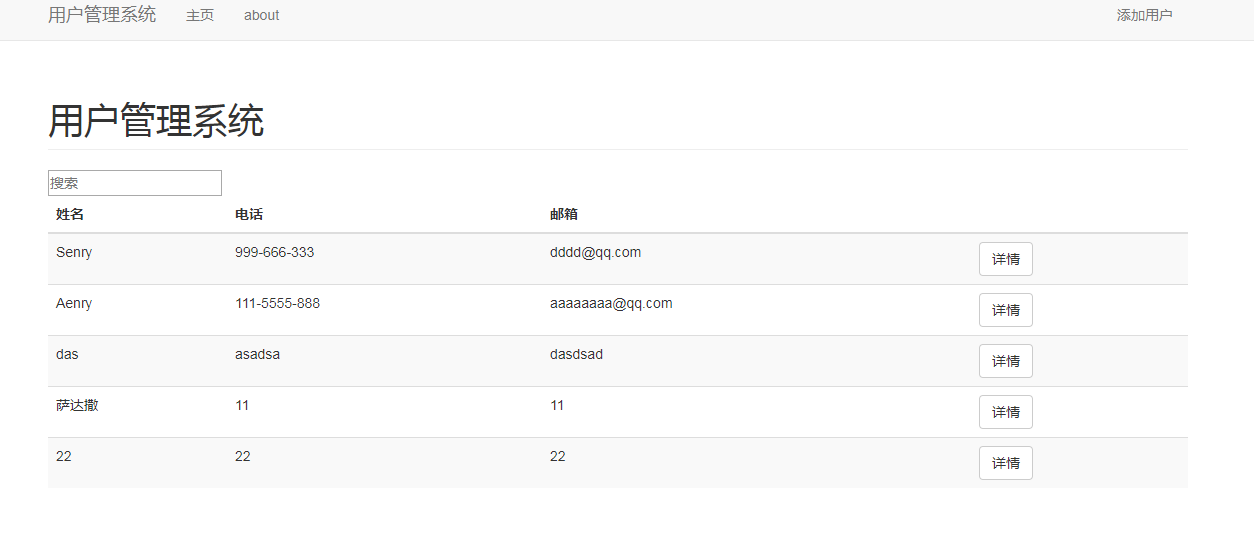 用户管理系统 主页 about 添加用户
用户管理系统
搜索
姓名 电话 邮箱
Senry 999-666-333 dddd@qq.com 详情
Aenry 111-5555-888 aaaaaaaa@qq.com 详情
das asadsa dasdsad 详情
萨达撒 11 11 详情
22 22 22 详情